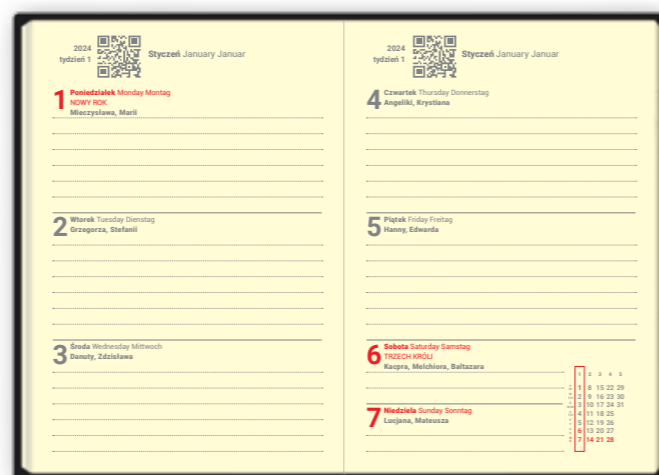 2024
tydzień 1
Styczeń January Januar
1
Poniedziałek Monday Montag
NOWY ROK
Mieczysława, Marii
2
Wtorek Tuesday Dienstag
Grzegorza, Stefanii
3
Środa Wednesday Mittwoch
Danuty, Zdzisława
2024
tydzień 1
Styczeń January Januar
4
Czwartek Thursday Donnerstag
Angeliki, Krystiana
5
Piątek Friday Freitag
Hanny, Edwarda
6
Sobota Saturday Samstag
TRZECH KRÓLI
Kacpra, Melchiora, Baltazara
7
Niedziela Sunday Sonntag
Lucjana, Mateusza
1 2 3 4 5
1 8 15 22 29
2 9 16 23 30
3 10 17 24 31
4 11 18 25
5 12 19 26
6 13 20 27
7 14 21 28